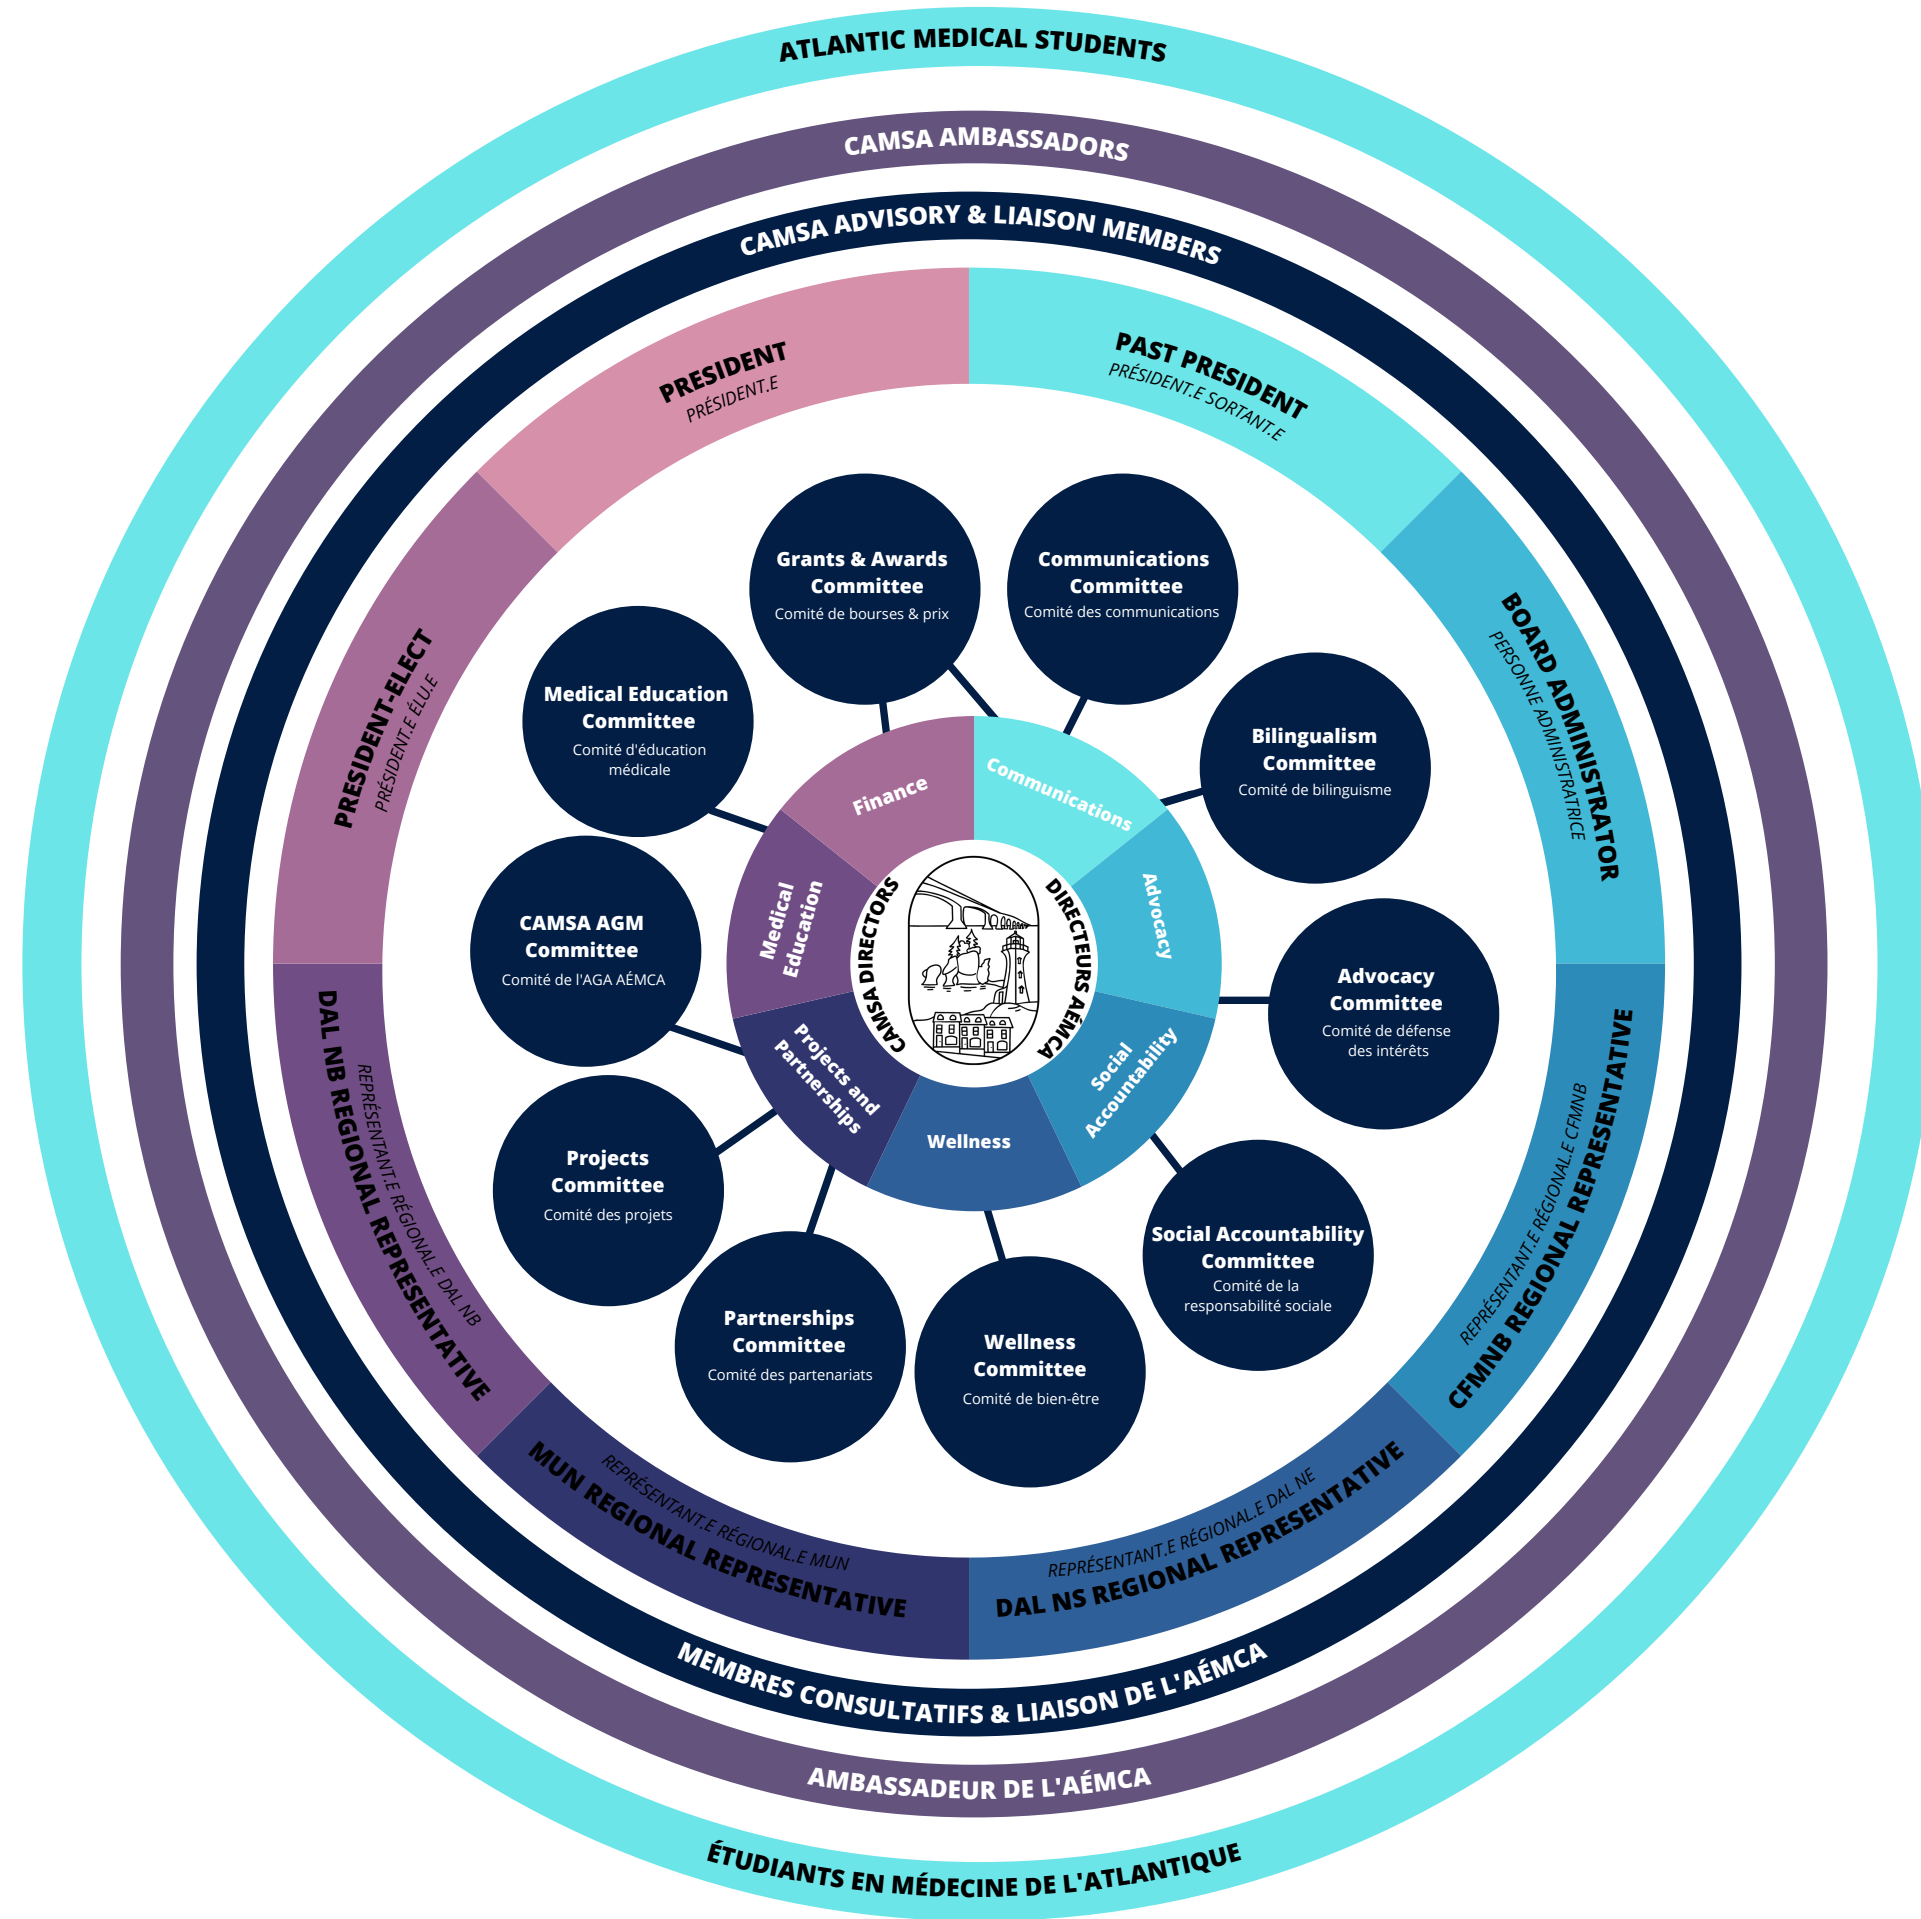 ATLANTIC MEDICAL STUDENTS
CAMSA AMBASSADORS
CAMSA ADVISORY & LIAISON MEMBERS
PRESIDENT
PRÉSIDENT.E
PAST PRESIDENT
PRÉSIDENT.E SORTANT.E
BOARD ADMINISTRATOR
PERSONNE ADMINISTRATRICE
PRESIDENT-ELECT
PRÉSIDENT.E ÉLU.E
Grants & Awards
Committee
Comité de bourses & prix
Communications
Committee
Comité des communications
Medical Education
Committee
Comité d'éducation
médicale
Bilingualism
Committee
Comité de bilinguisme
CAMSA AGM
Committee
Comité de l'AGA AÉMCA
Advocacy
Committee
Comité de défense
des intérêts
Finance
Communications
Medical
Education
Advocacy
CAMSA DIRECTORS
DIRECTEURS AÉMCA
Projects and
Partnerships
Wellness
Social
Accountability
Projects
Committee
Comité des projets
Partnerships
Committee
Comité des partenariats
Wellness
Committee
Comité de bien-être
Social Accountability
Committee
Comité de la
responsabilité sociale
DAL NB REGIONAL REPRESENTATIVE
REPRÉSENTANT.E RÉGIONAL.E DAL NB
REPRÉSENTANT.E RÉGIONAL.E CFMNB
CFMNB REGIONAL REPRESENTATIVE
REPRÉSENTANT.E RÉGIONAL.E MUN
MUN REGIONAL REPRESENTATIVE
REPRÉSENTANT.E RÉGIONAL.E DAL NE
DAL NS REGIONAL REPRESENTATIVE
MEMBRES CONSULTATIFS & LIAISON DE L'AÉMCA
AMBASSADEUR DE L'AÉMCA
ÉTUDIANTS EN MÉDECINE DE L'ATLANTIQUE